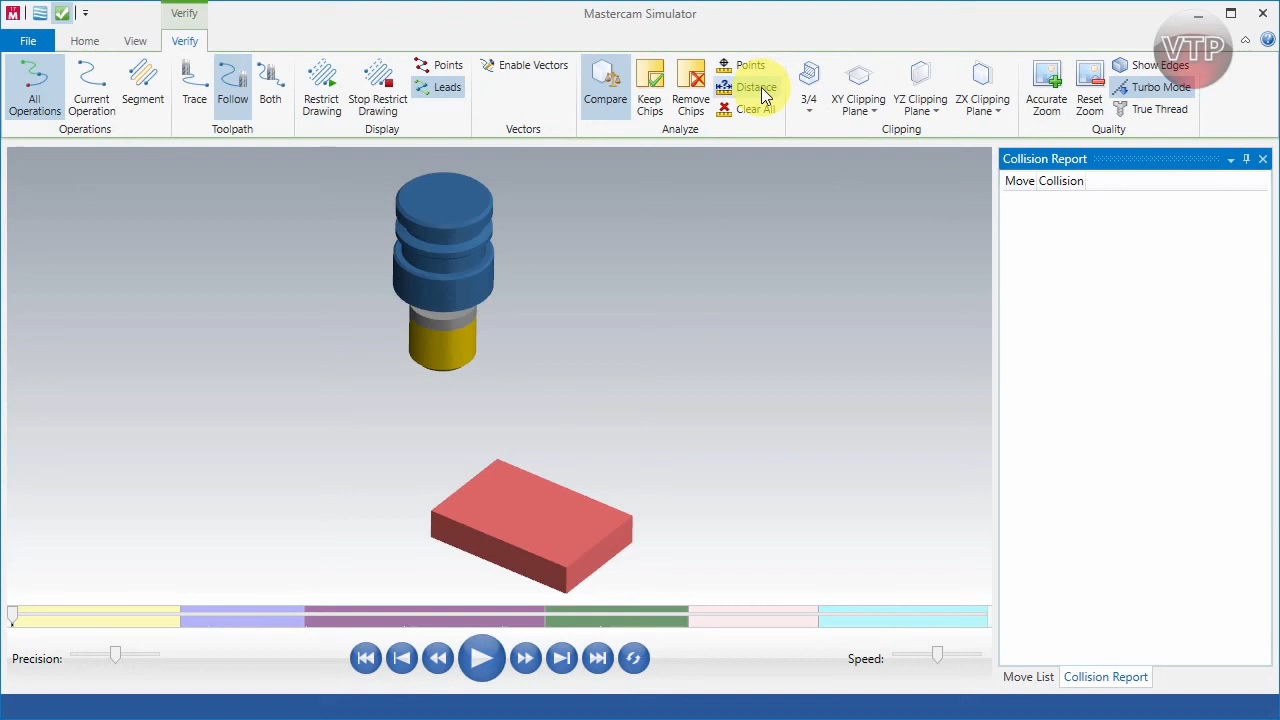 Verify
Mastercam Simulator
VTP
File
Home
View
Verify
All
Operations
Current
Operation
Segment
Operations
Trace
Follow
Both
Toolpath
Restrict
Drawing
Stop Restrict
Drawing
Points
Leads
Display
Enable Vectors
Vectors
Compare
Keep
Chips
Remove
Chips
Points
Distance
Clear All
Analyze
3/4
XY Clipping
Plane
YZ Clipping
Plane
ZX Clipping
Plane
Clipping
Accurate
Zoom
Reset
Zoom
Show Edges
Turbo Mode
True Thread
Quality
Collision Report
Move Collision
Precision:
Speed:
Move List
Collision Report